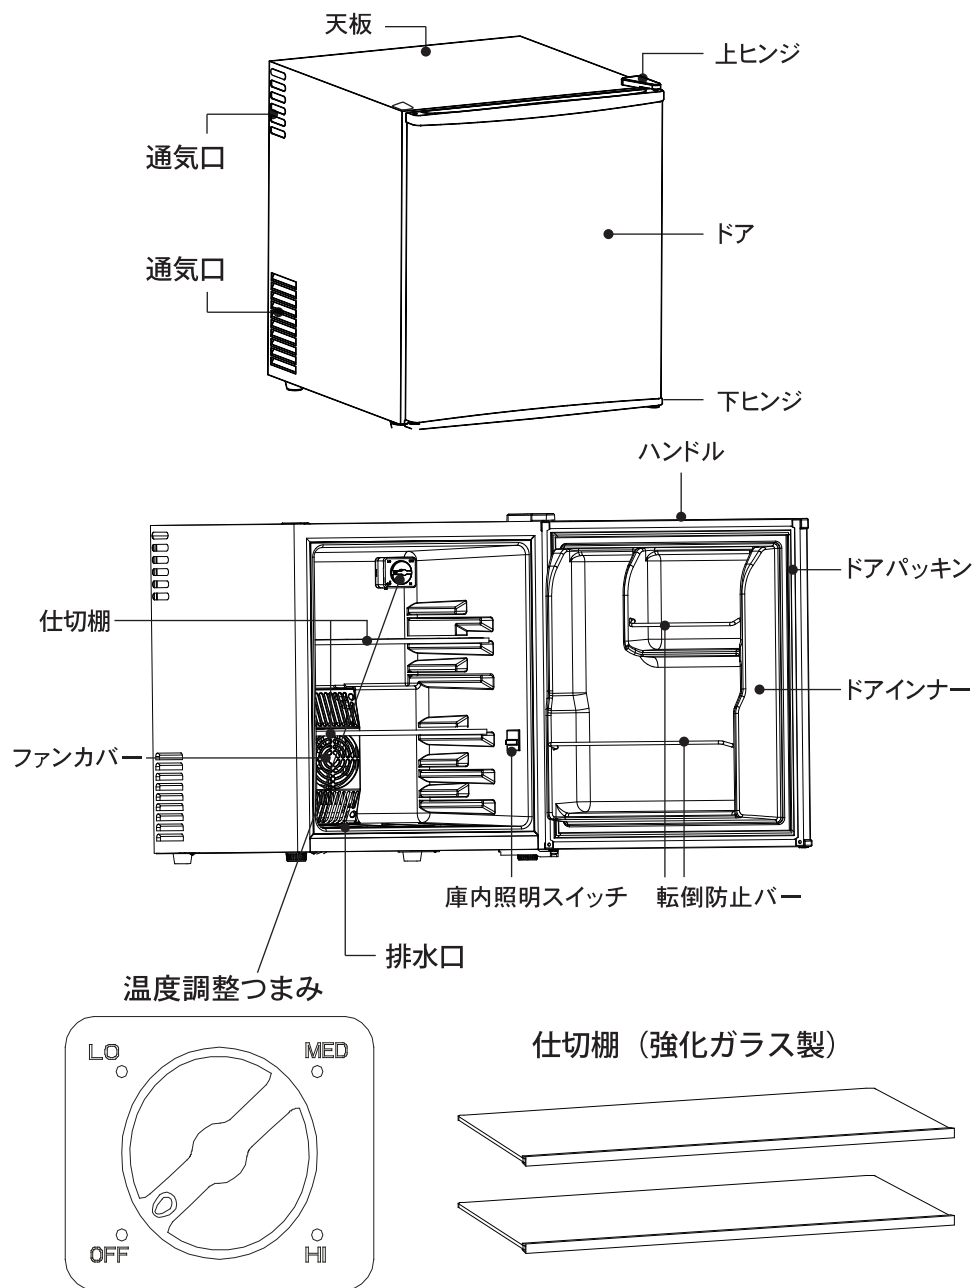 天板
上ヒンジ
通気口
ドア
通気口
下ヒンジ
ハンドル
ドアパッキン
仕切棚
ドアインナー
ファンカバー
庫内照明スイッチ
転倒防止バー
排水口
温度調整つまみ
LO
MED
OFF
HI
仕切棚（強化ガラス製）